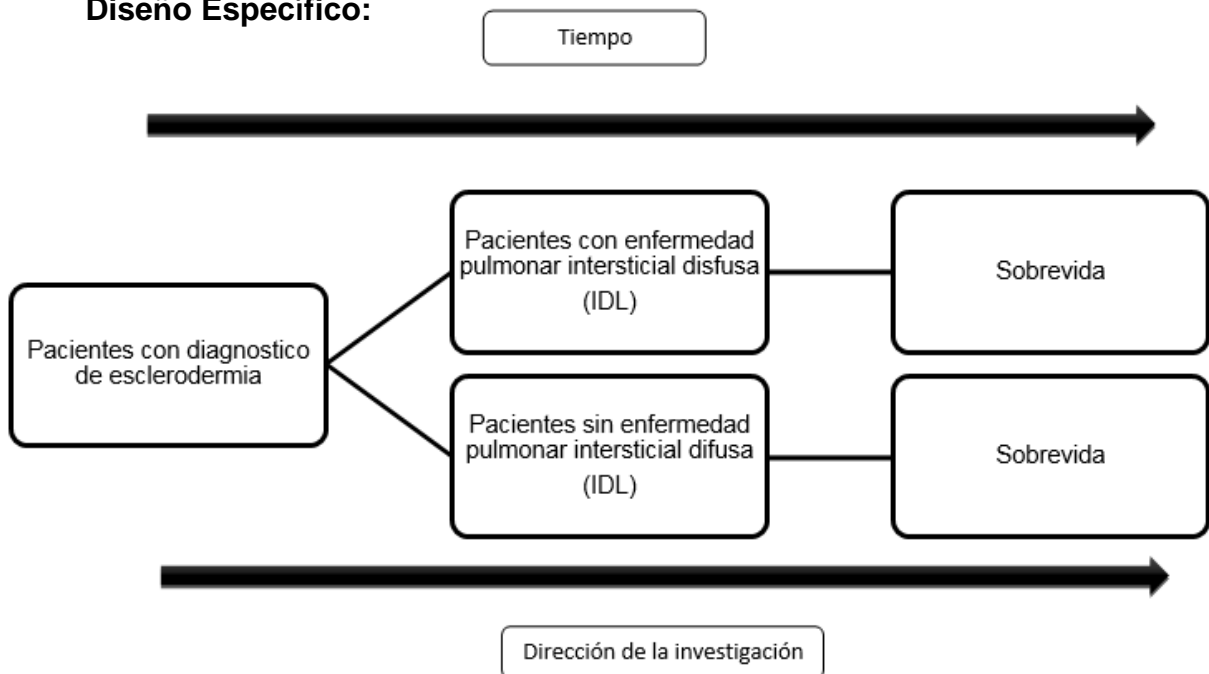 Diseño Específico:
Tiempo
Pacientes con enfermedad
pulmonar intersticial disfusa
(IDL)
Sobrevida
Pacientes con diagnostico
de esclerodermia
Pacientes sin enfermedad
pulmonar intersticial difusa
(IDL)
Sobrevida
Dirección de la investigación